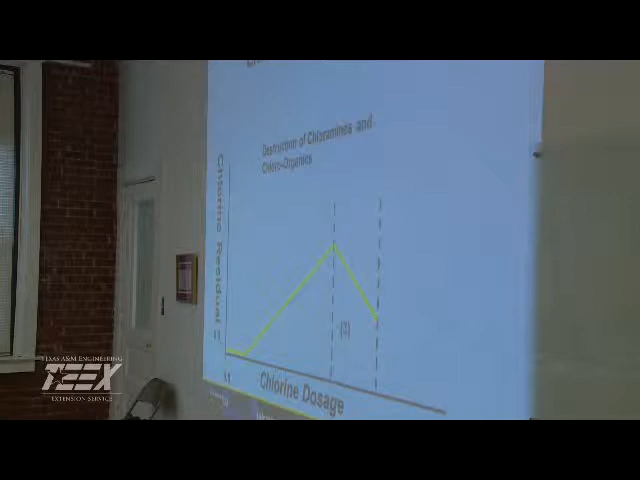 Destruction of Chloramines and
Chloro-Organics
Chlorine Residual
(3)
Chlorine Dosage
TEXAS A&M ENGINEERING
TEEX
EXTENSION SERVICE